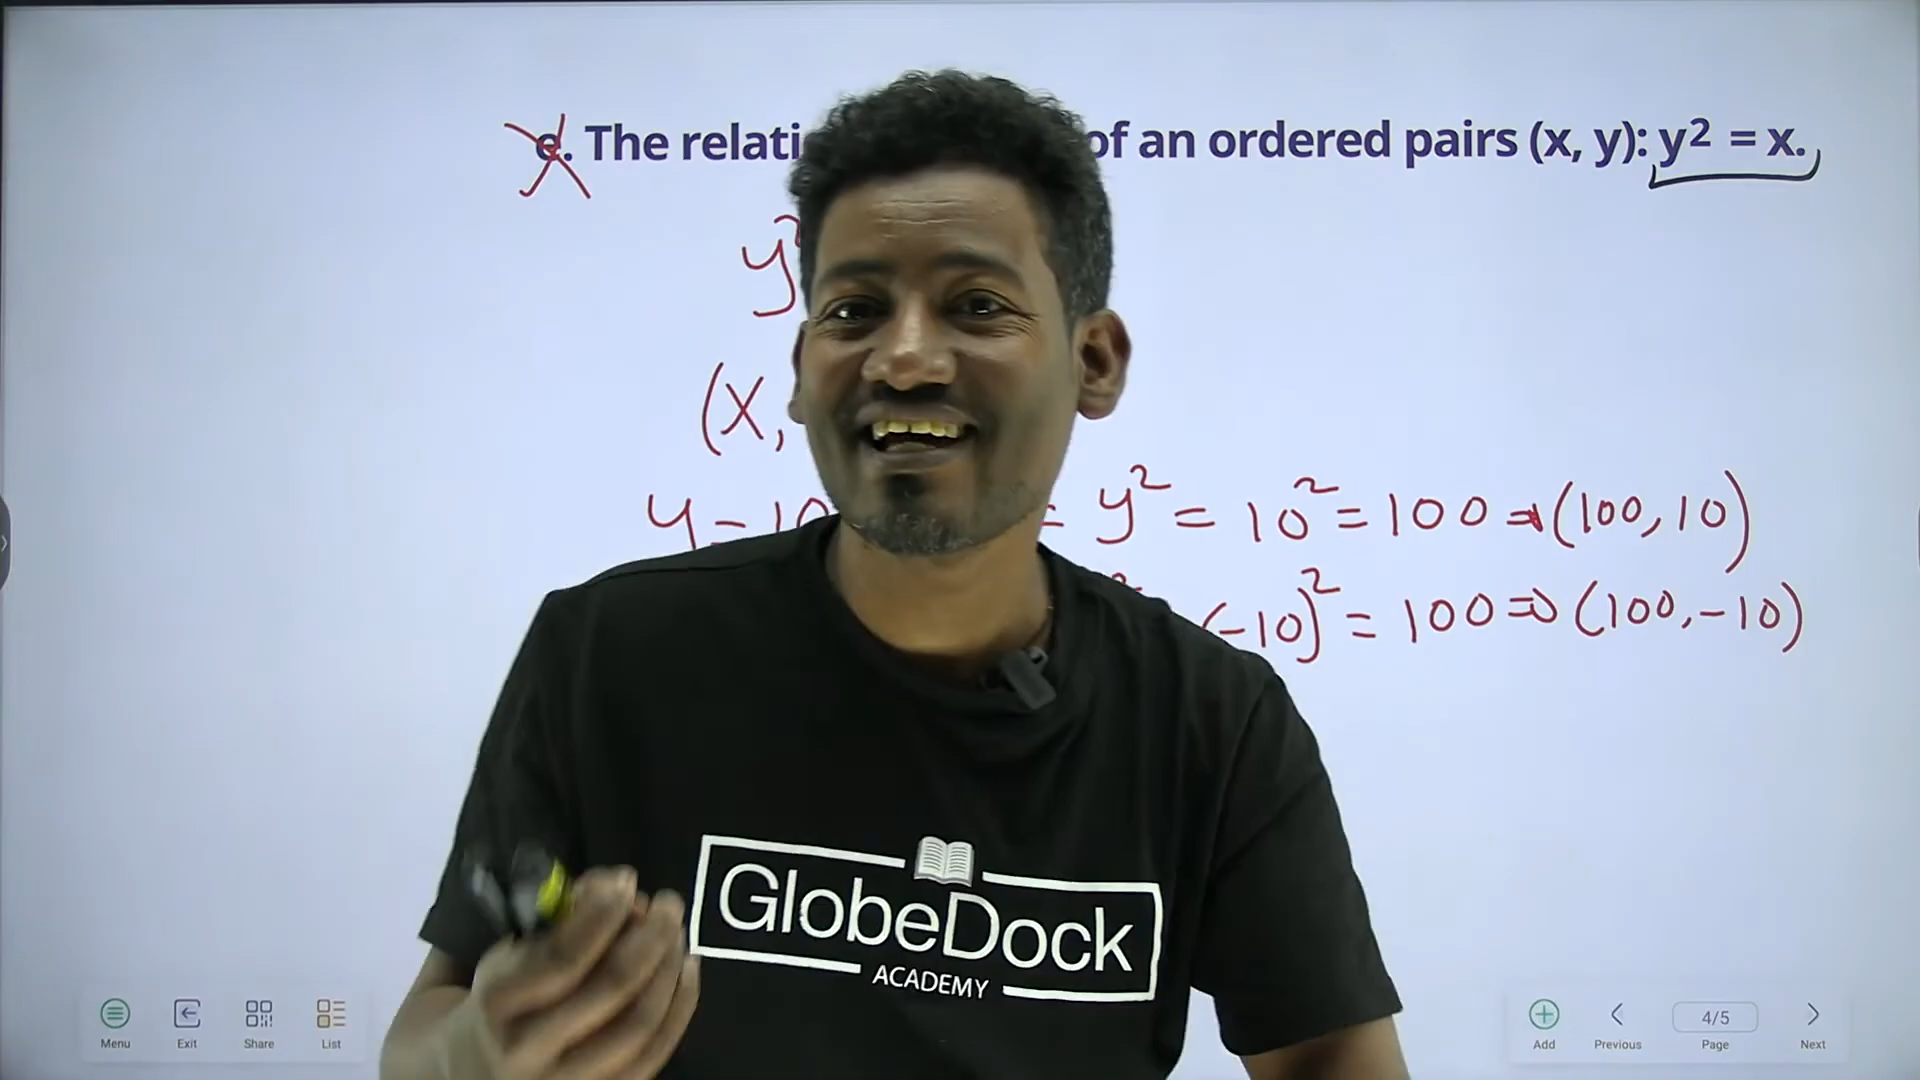 e. The relati of an ordered pairs (x, y): y² = x.
y²
(x,
y = 10 = y² = 10² = 100 ⇒ (100, 10)
(-10)² = 100 ⇒ (100, -10)
GlobeDock
ACADEMY
Menu Exit Share List
Add Previous 4/5 Page Next